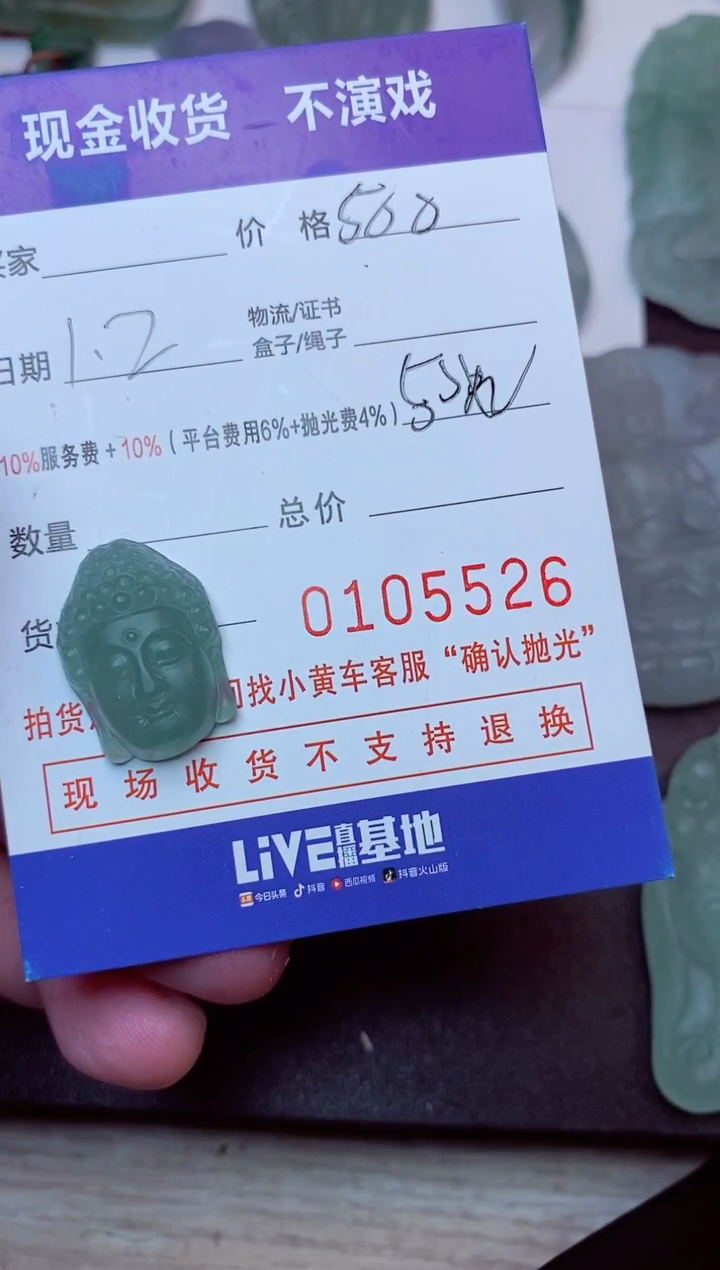 现金收货 不演戏
买家 价 格 500
日期 1.2 物流/证书
盒子/绳子
10%服务费+10%(平台费用6%+抛光费4%)
数量 总价
货 0105526
拍货 问找小黄车客服“确认抛光”
现场收货不支持退换
LiVE直播基地
头条 今日头条 抖音 西瓜视频 抖音火山版